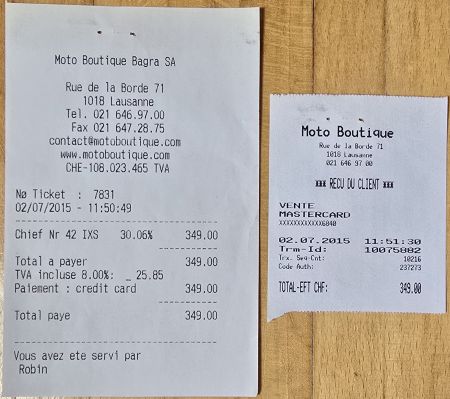 Moto Boutique Bagra SA
Rue de la Borde 71
1018 Lausanne
Tel. 021 646.97.00
Fax 021 647.28.75
contact@motoboutique.com
www.motoboutique.com
CHE-108.023.465 TVA
Nø Ticket : 7831
02/07/2015 - 11:50:49
Chief Nr 42 IXS 30.06% 349.00
Total a payer 349.00
TVA incluse 8.00%: _ 25.85
Paiement : credit card 349.00
Total paye 349.00
Vous avez ete servi par
Robin
Moto Boutique
Rue de la Borde 71
1018 Lausanne
021 646 97 00
*** RECU DU CLIENT ***
VENTE
MASTERCARD
XXXXXXXXXXXX6840
02.07.2015 11:51:30
Trm-Id: 10075882
Trx. Seq-Cnt: 10216
Code Auth: 237273
TOTAL-EFT CHF: 349.00